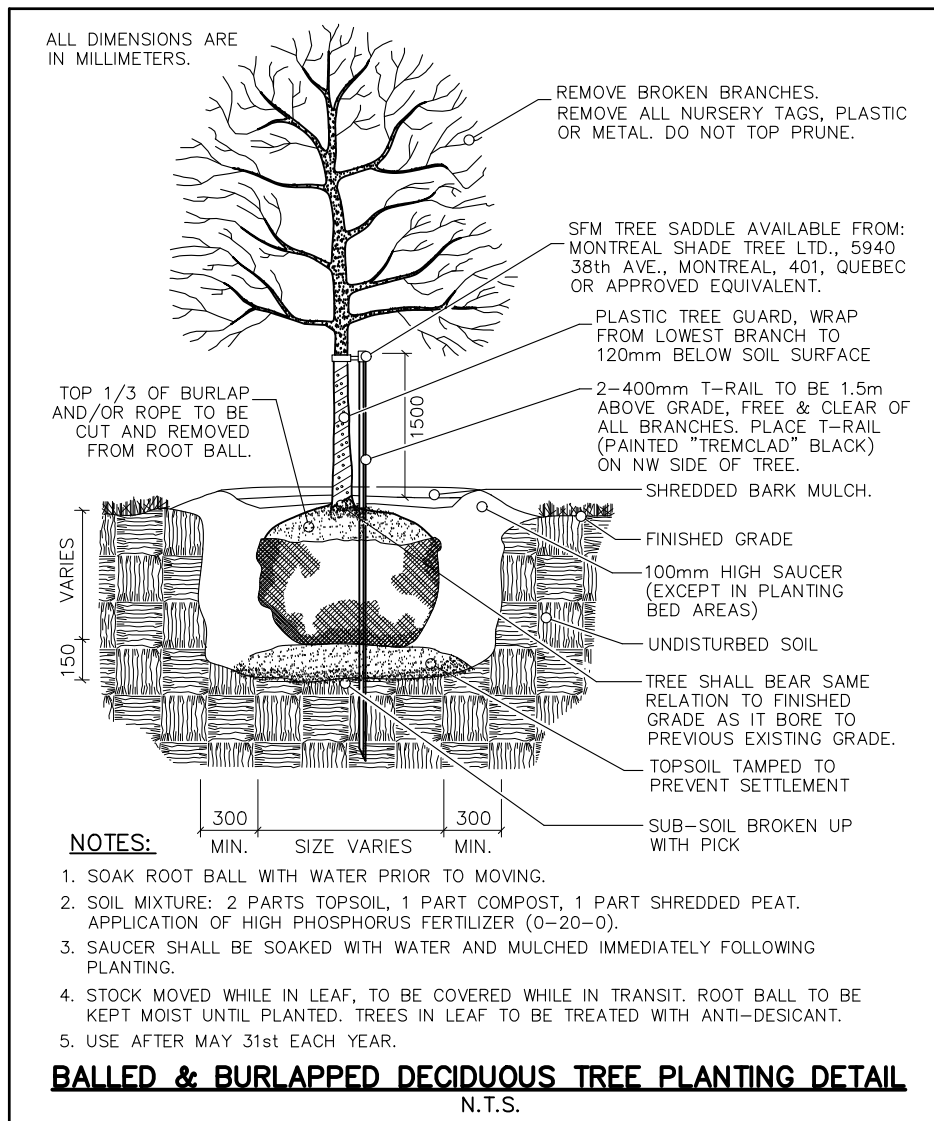 ALL DIMENSIONS ARE
IN MILLIMETERS.
REMOVE BROKEN BRANCHES.
REMOVE ALL NURSERY TAGS, PLASTIC
OR METAL. DO NOT TOP PRUNE.
SFM TREE SADDLE AVAILABLE FROM:
MONTREAL SHADE TREE LTD., 5940
38th AVE., MONTREAL, 401, QUEBEC
OR APPROVED EQUIVALENT.
PLASTIC TREE GUARD, WRAP
FROM LOWEST BRANCH TO
120mm BELOW SOIL SURFACE
TOP 1/3 OF BURLAP
AND/OR ROPE TO BE
CUT AND REMOVED
FROM ROOT BALL.
1500
2-400mm T-RAIL TO BE 1.5m
ABOVE GRADE, FREE & CLEAR OF
ALL BRANCHES. PLACE T-RAIL
(PAINTED "TREMCLAD" BLACK)
ON NW SIDE OF TREE.
SHREDDED BARK MULCH.
FINISHED GRADE
100mm HIGH SAUCER
(EXCEPT IN PLANTING
BED AREAS)
UNDISTURBED SOIL
VARIES
150
TREE SHALL BEAR SAME
RELATION TO FINISHED
GRADE AS IT BORE TO
PREVIOUS EXISTING GRADE.
TOPSOIL TAMPED TO
PREVENT SETTLEMENT
SUB-SOIL BROKEN UP
WITH PICK
300
MIN.
SIZE VARIES
300
MIN.
NOTES:
1. SOAK ROOT BALL WITH WATER PRIOR TO MOVING.
2. SOIL MIXTURE: 2 PARTS TOPSOIL, 1 PART COMPOST, 1 PART SHREDDED PEAT.
APPLICATION OF HIGH PHOSPHORUS FERTILIZER (0-20-0).
3. SAUCER SHALL BE SOAKED WITH WATER AND MULCHED IMMEDIATELY FOLLOWING
PLANTING.
4. STOCK MOVED WHILE IN LEAF, TO BE COVERED WHILE IN TRANSIT. ROOT BALL TO BE
KEPT MOIST UNTIL PLANTED. TREES IN LEAF TO BE TREATED WITH ANTI-DESICANT.
5. USE AFTER MAY 31st EACH YEAR.
BALLED & BURLAPPED DECIDUOUS TREE PLANTING DETAIL
N.T.S.